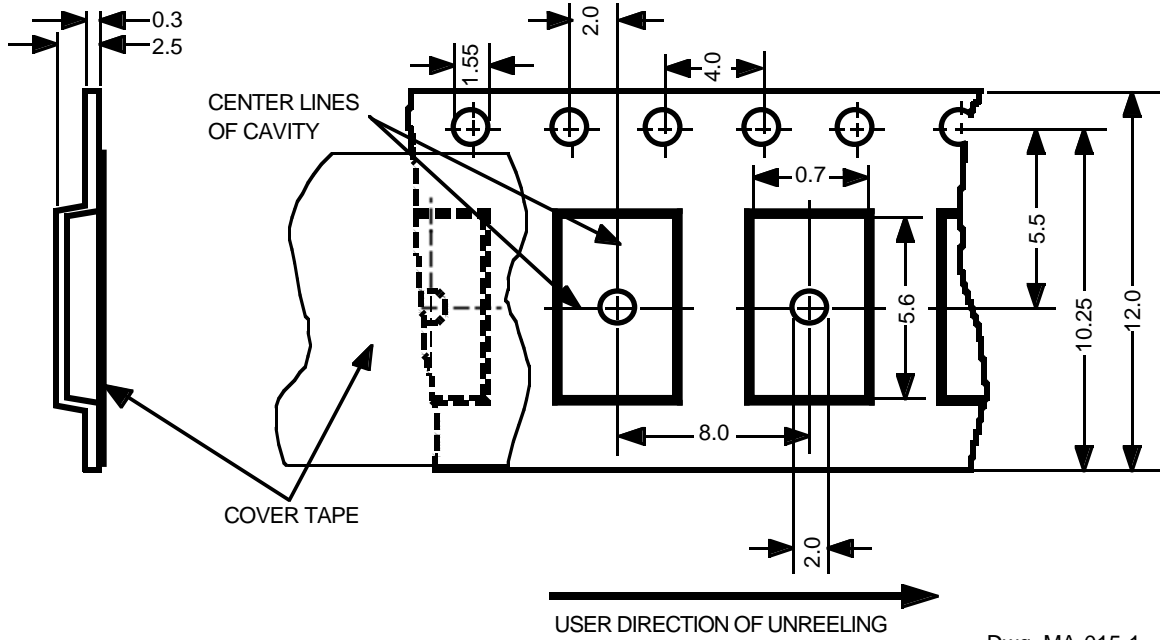 0.3
2.5
2.0
1.55
4.0
CENTER LINES
OF CAVITY
0.7
5.5
5.6
10.25
12.0
8.0
COVER TAPE
2.0
USER DIRECTION OF UNREELING
Dwg. MA-015-1